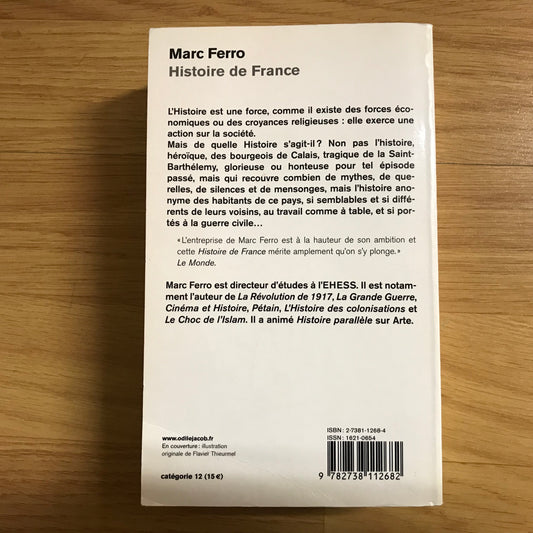 Marc Ferro
Histoire de France
L'Histoire est une force, comme il existe des forces éco-
nomiques ou des croyances religieuses : elle exerce une
action sur la société.
Mais de quelle Histoire s'agit-il ? Non pas l'histoire,
héroïque, des bourgeois de Calais, tragique de la Saint-
Barthélemy, glorieuse ou honteuse pour tel épisode
passé, mais qui recouvre combien de mythes, de que-
relles, de silences et de mensonges, mais l'histoire ano-
nyme des habitants de ce pays, si semblables et si dif-
férents de leurs voisins, au travail comme à table, et si por-
tés à la guerre civile...
« L'entreprise de Marc Ferro est à la hauteur de son ambition et
cette Histoire de France mérite amplement qu'on s'y plonge. »
Le Monde.
Marc Ferro est directeur d'études à l'EHESS. Il est notam-
ment l'auteur de La Révolution de 1917, La Grande Guerre,
Cinéma et Histoire, Pétain, L'Histoire des colonisations et
Le Choc de l'Islam. Il a animé Histoire parallèle sur Arte.
ISBN : 2-7381-1268-4
ISSN : 1621-0654
www.odilejacob.fr
En couverture : illustration
originale de Flavier Thieurmel
catégorie 12 (15 €)
9 782738 112682